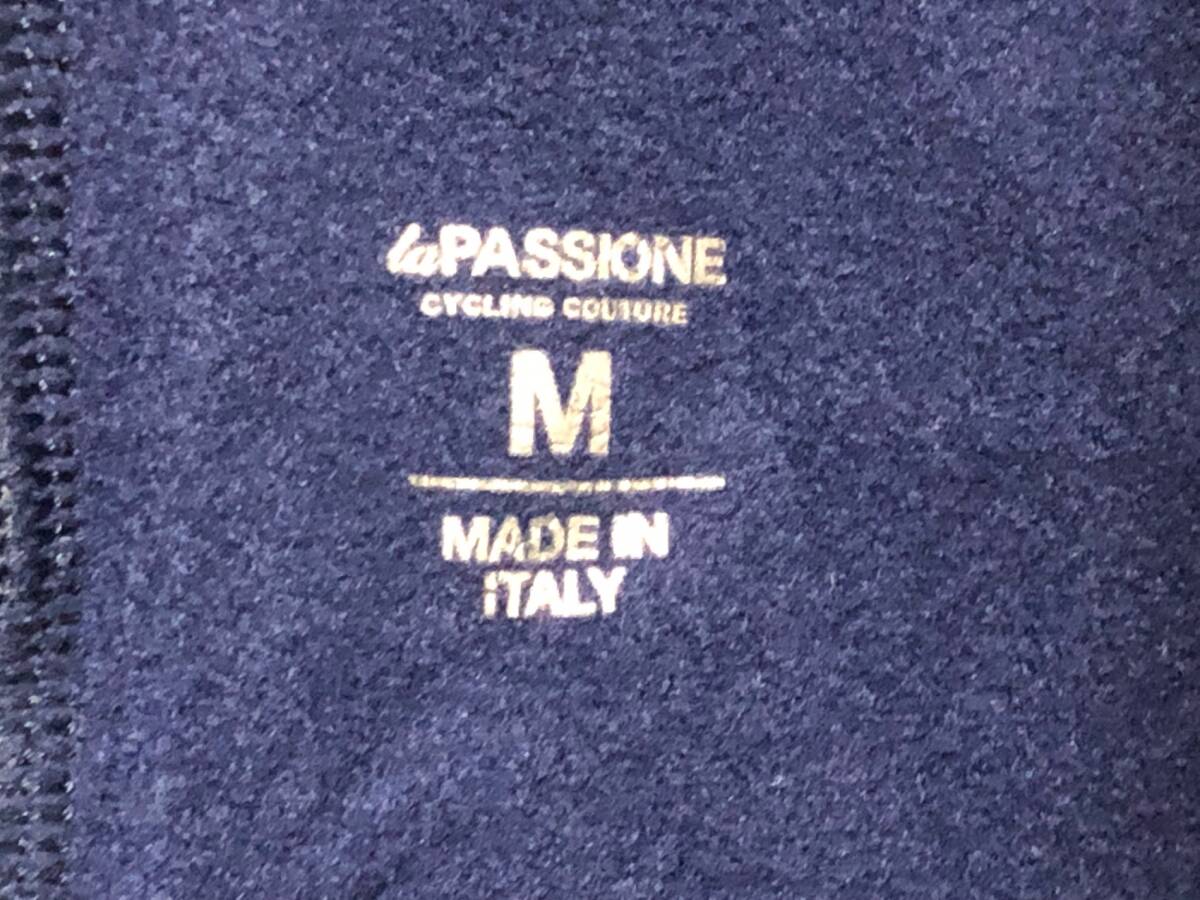 laPASSIONE
CYCLING COUTURE
M
MADE IN
ITALY